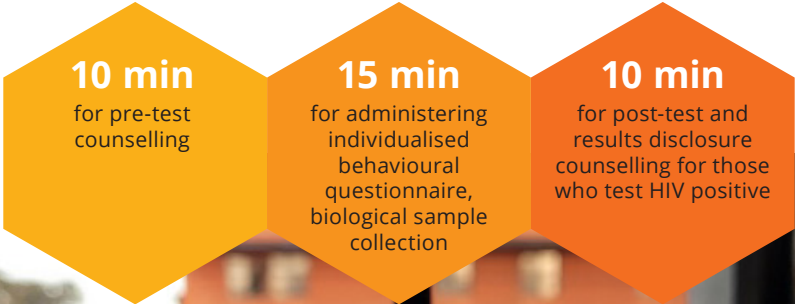 10 min
for pre-test
counselling
15 min
for administering
individualised
behavioural
questionnaire,
biological sample
collection
10 min
for post-test and
results disclosure
counselling for those
who test HIV positive